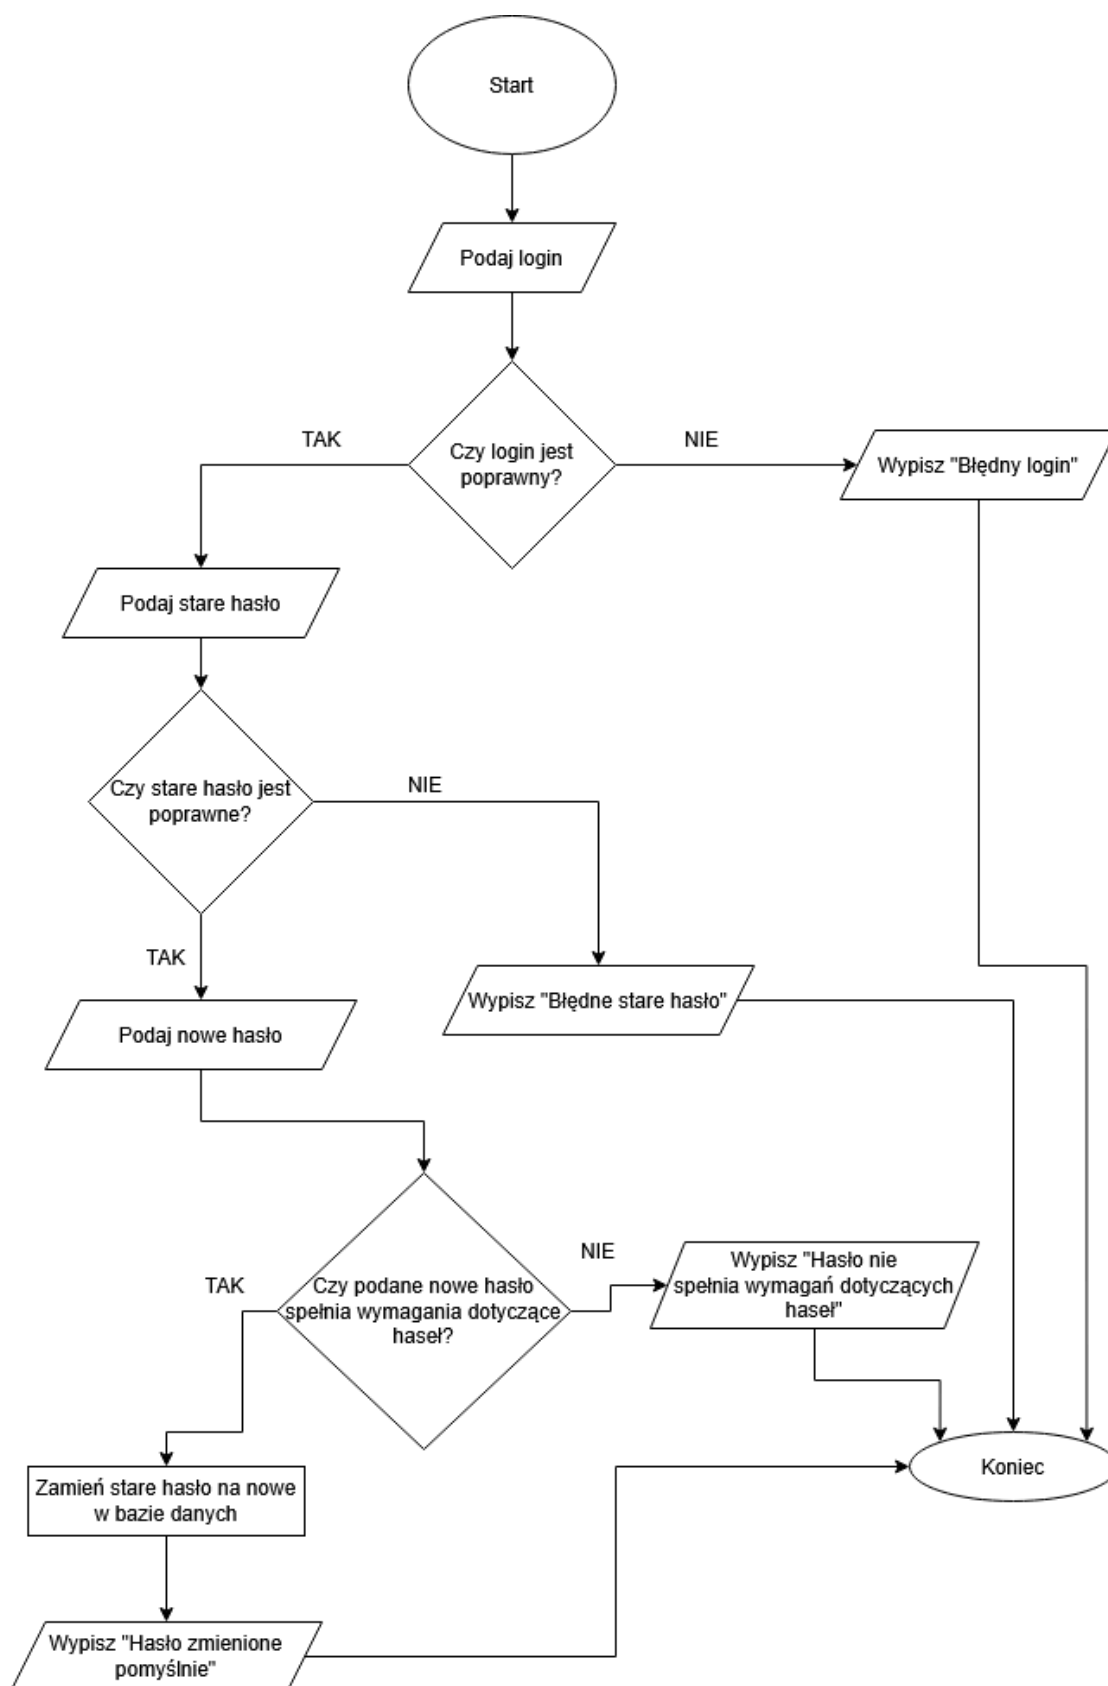 Start
Podaj login
TAK
NIE
Czy login jest
poprawny?
Wypisz "Błędny login"
Podaj stare hasło
Czy stare hasło jest
poprawne?
NIE
TAK
Wypisz "Błędne stare hasło"
Podaj nowe hasło
NIE
TAK
Czy podane nowe hasło
spełnia wymagania dotyczące
haseł?
Wypisz "Hasło nie
spełnia wymagań dotyczących
haseł"
Koniec
Zamień stare hasło na nowe
w bazie danych
Wypisz "Hasło zmienione
pomyślnie"